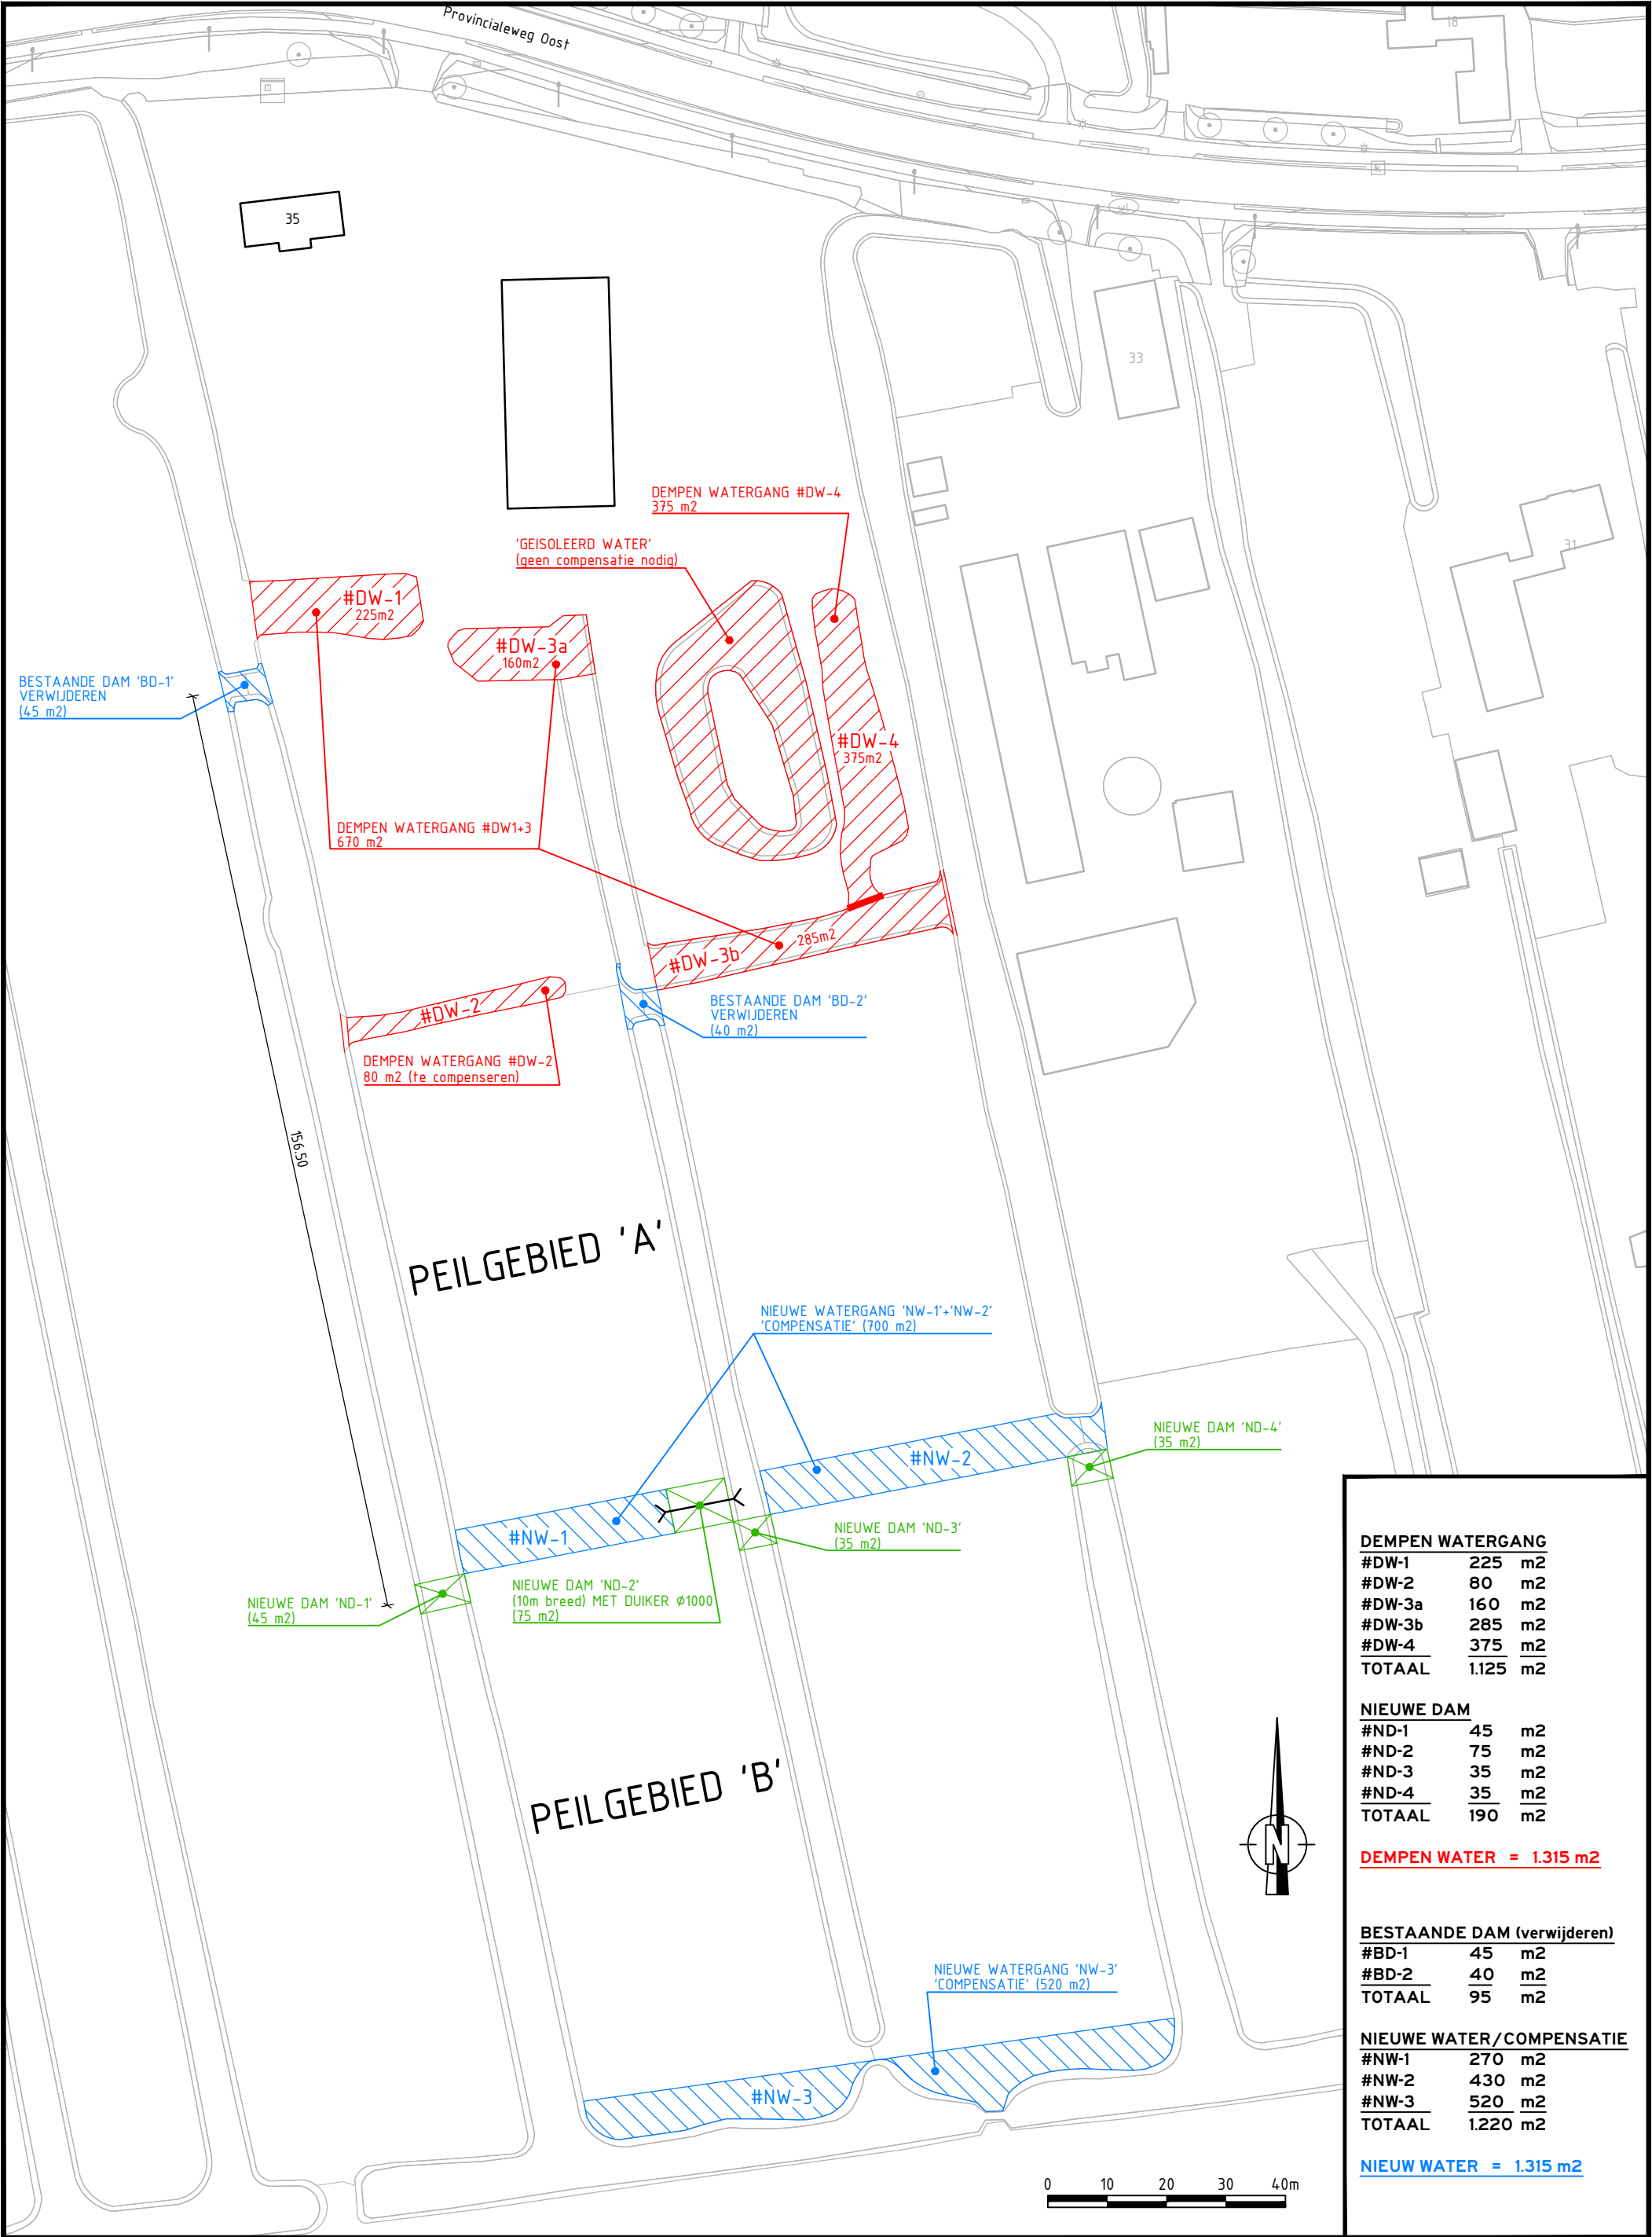 Provincialeweg Oost
18
35
wL
33
31
DEMPEN WATERGANG #DW-4
375 m2
'GEISOLEERD WATER'
(geen compensatie nodig)
#DW-1
225m2
#DW-3a
160m2
BESTAANDE DAM 'BD-1'
VERWIJDEREN
(45 m2)
#DW-4
375m2
DEMPEN WATERGANG #DW1+3
670 m2
#DW-3b
285m2
#DW-2
BESTAANDE DAM 'BD-2'
VERWIJDEREN
(40 m2)
DEMPEN WATERGANG #DW-2
80 m2 (te compenseren)
156.50
PEILGEBIED 'A'
NIEUWE WATERGANG 'NW-1'+'NW-2'
'COMPENSATIE' (700 m2)
NIEUWE DAM 'ND-4'
(35 m2)
#NW-2
#NW-1
NIEUWE DAM 'ND-3'
(35 m2)
NIEUWE DAM 'ND-2'
(10m breed) MET DUIKER Ø1000
(75 m2)
NIEUWE DAM 'ND-1'
(45 m2)
PEILGEBIED 'B'
N
NIEUWE WATERGANG 'NW-3'
'COMPENSATIE' (520 m2)
#NW-3
0 10 20 30 40m
DEMPEN WATERGANG
#DW-1 225 m2
#DW-2 80 m2
#DW-3a 160 m2
#DW-3b 285 m2
#DW-4 375 m2
TOTAAL 1.125 m2
NIEUWE DAM
#ND-1 45 m2
#ND-2 75 m2
#ND-3 35 m2
#ND-4 35 m2
TOTAAL 190 m2
DEMPEN WATER = 1.315 m2
BESTAANDE DAM (verwijderen)
#BD-1 45 m2
#BD-2 40 m2
TOTAAL 95 m2
NIEUWE WATER/COMPENSATIE
#NW-1 270 m2
#NW-2 430 m2
#NW-3 520 m2
TOTAAL 1.220 m2
NIEUW WATER = 1.315 m2